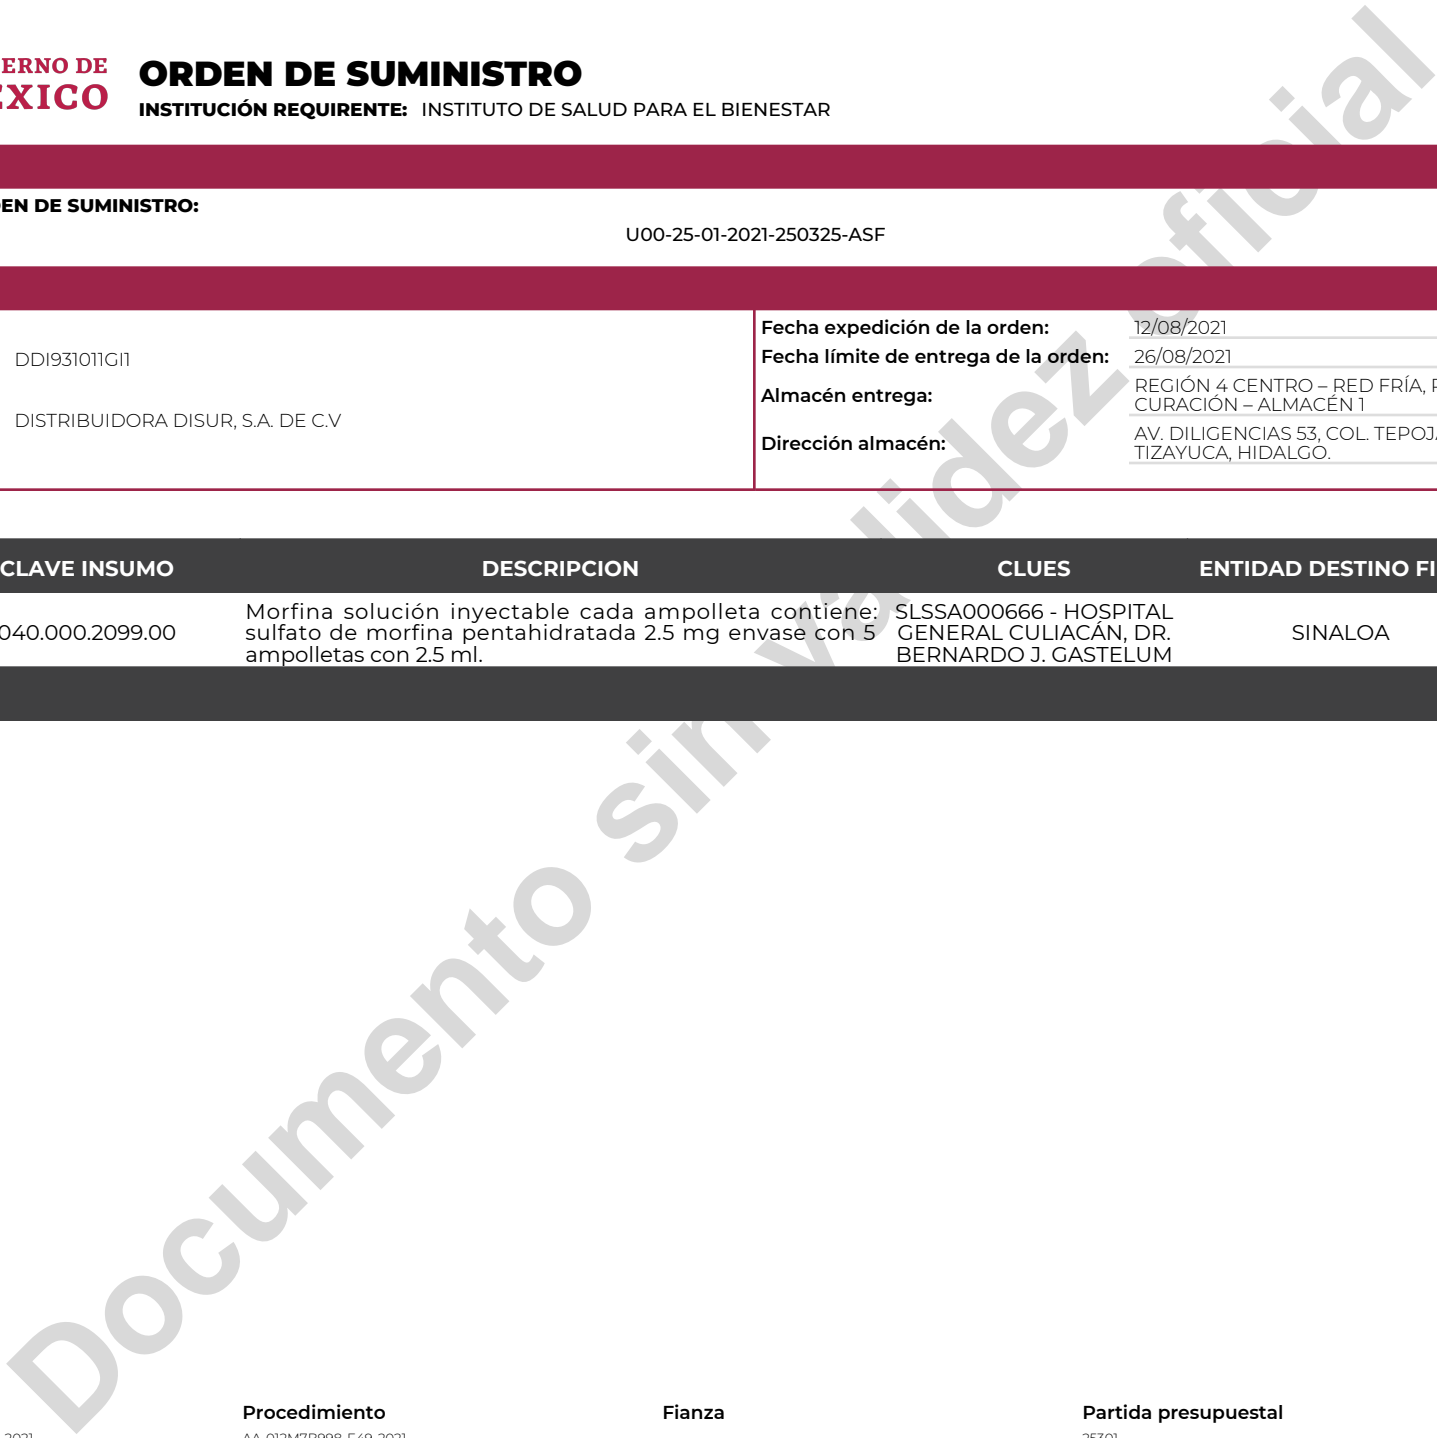 ERNO DE
ORDEN DE SUMINISTRO
EXICO
INSTITUCIÓN REQUIRENTE: INSTITUTO DE SALUD PARA EL BIENESTAR
EN DE SUMINISTRO:
U00-25-01-2021-250325-ASF
DDI931011GI1
DISTRIBUIDORA DISUR, S.A. DE C.V
Fecha expedición de la orden: 12/08/2021
Fecha límite de entrega de la orden: 26/08/2021
Almacén entrega: REGIÓN 4 CENTRO – RED FRÍA,
CURACIÓN – ALMACÉN 1
Dirección almacén: AV. DILIGENCIAS 53, COL. TEPOJ
TIZAYUCA, HIDALGO.
CLAVE INSUMO DESCRIPCION CLUES ENTIDAD DESTINO FI
040.000.2099.00
Morfina solución inyectable cada ampolleta contiene:
sulfato de morfina pentahidratada 2.5 mg envase con 5
ampolletas con 2.5 ml.
SLSSA000666 - HOSPITAL
GENERAL CULIACÁN, DR.
BERNARDO J. GASTELUM
SINALOA
Documento sin validez oficial
Procedimiento Fianza Partida presupuestal